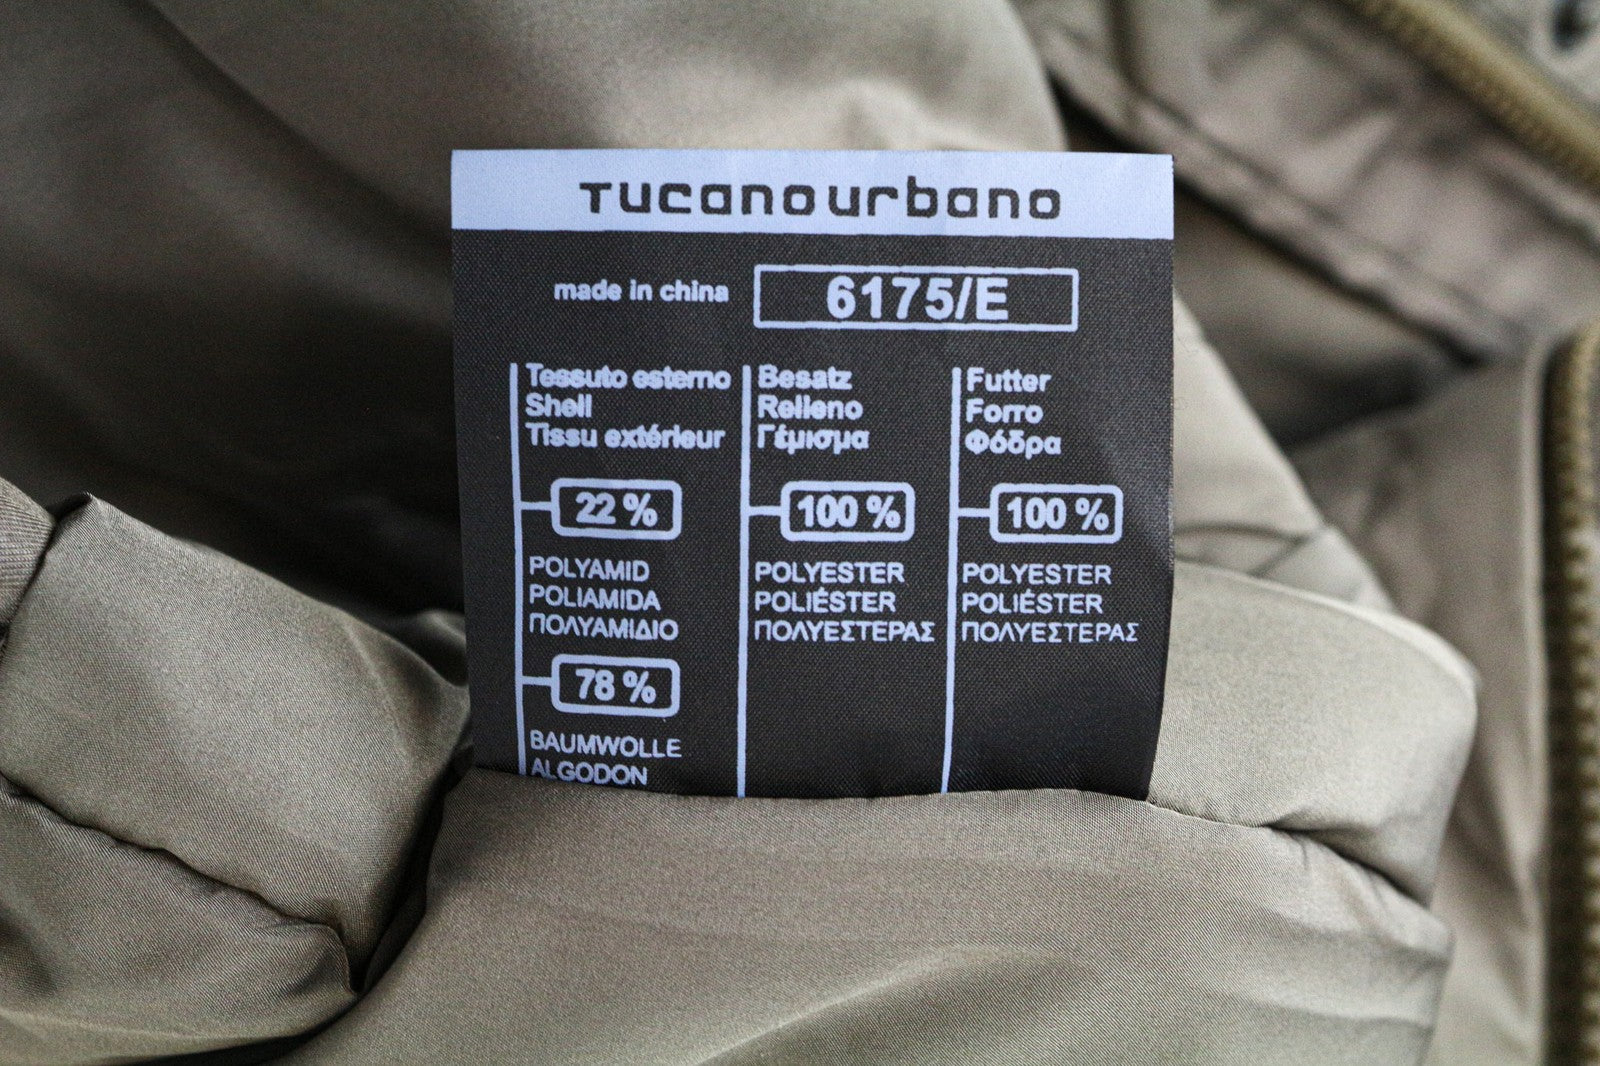 Tucanourbano
made in china
6175/E
Tessuto esterno
Shell
Tissu extérieur
22 %
POLYAMID
POLIAMIDA
ΠΟΛΥΑΜΙΔΙΟ
78 %
BAUMWOLLE
ALGODON
Besatz
Relleno
Γέμισμα
100 %
POLYESTER
POLIÉSTER
ΠΟΛΥΕΣΤΕΡΑΣ
Futter
Forro
Φόδρα
100 %
POLYESTER
POLIÉSTER
ΠΟΛΥΕΣΤΕΡΑΣ